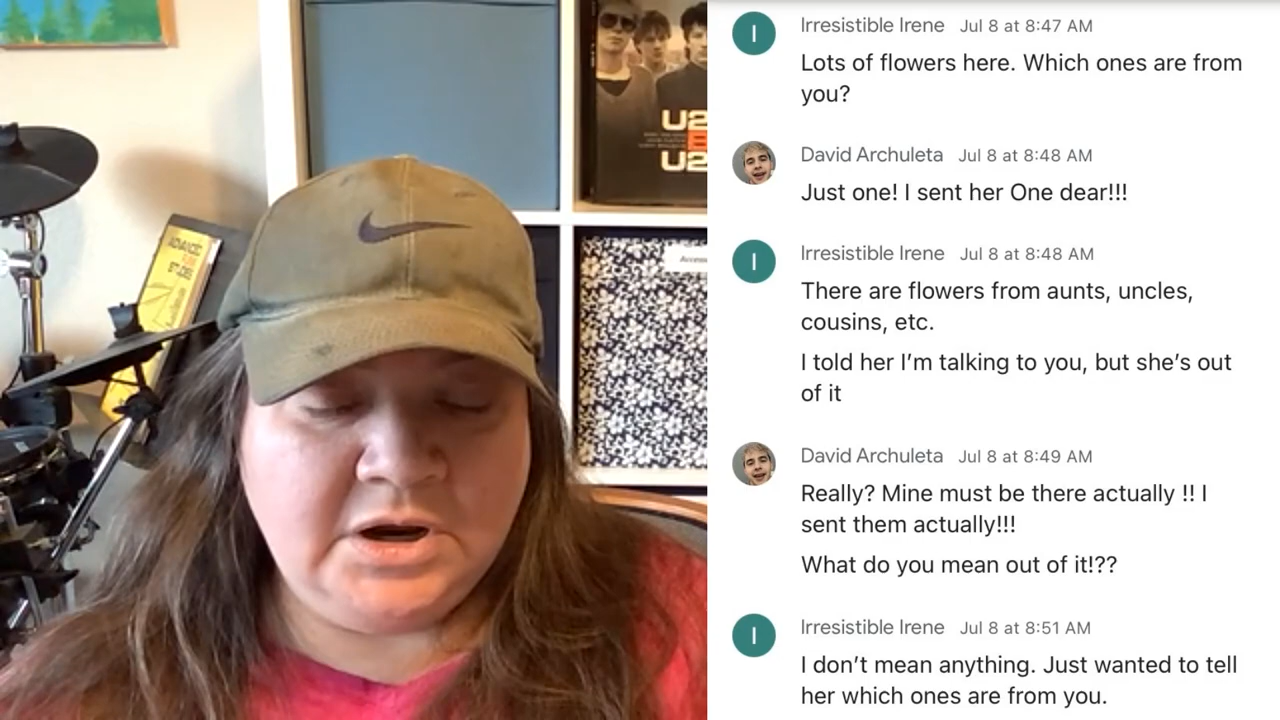 U2
U2
ADVANCED
Access
Irresistible Irene Jul 8 at 8:47 AM
Lots of flowers here. Which ones are from
you?
David Archuleta Jul 8 at 8:48 AM
Just one! I sent her One dear!!!
I
Irresistible Irene Jul 8 at 8:48 AM
There are flowers from aunts, uncles,
cousins, etc.
I told her I’m talking to you, but she’s out
of it
David Archuleta Jul 8 at 8:49 AM
Really? Mine must be there actually !! I
sent them actually!!!
What do you mean out of it!??
I
Irresistible Irene Jul 8 at 8:51 AM
I don’t mean anything. Just wanted to tell
her which ones are from you.
I